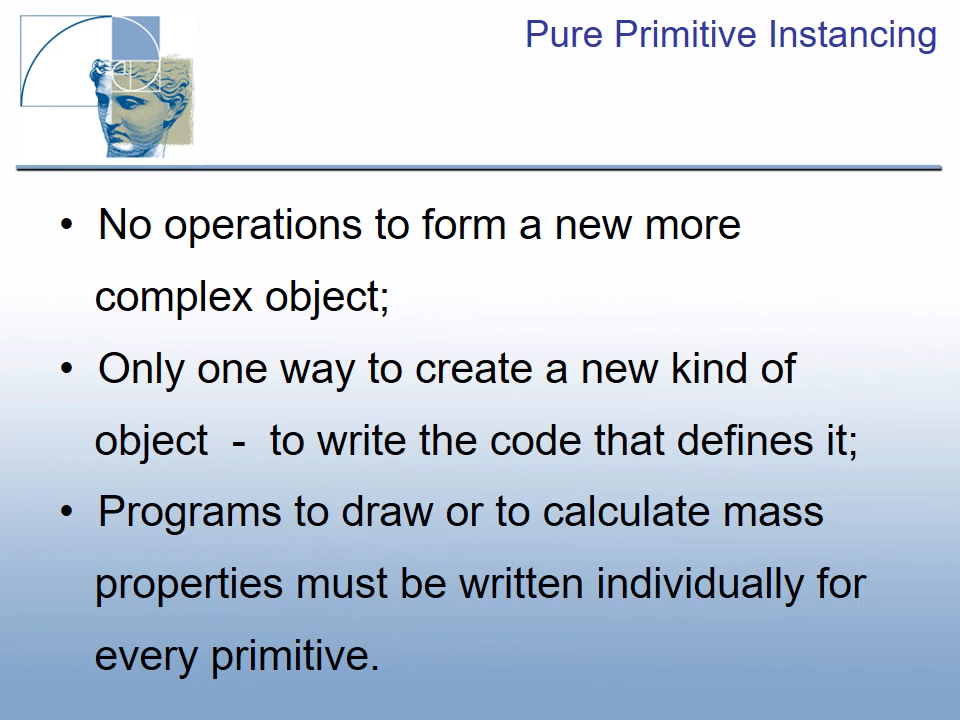 Pure Primitive Instancing
• No operations to form a new more
complex object;
• Only one way to create a new kind of
object - to write the code that defines it;
• Programs to draw or to calculate mass
properties must be written individually for
every primitive.